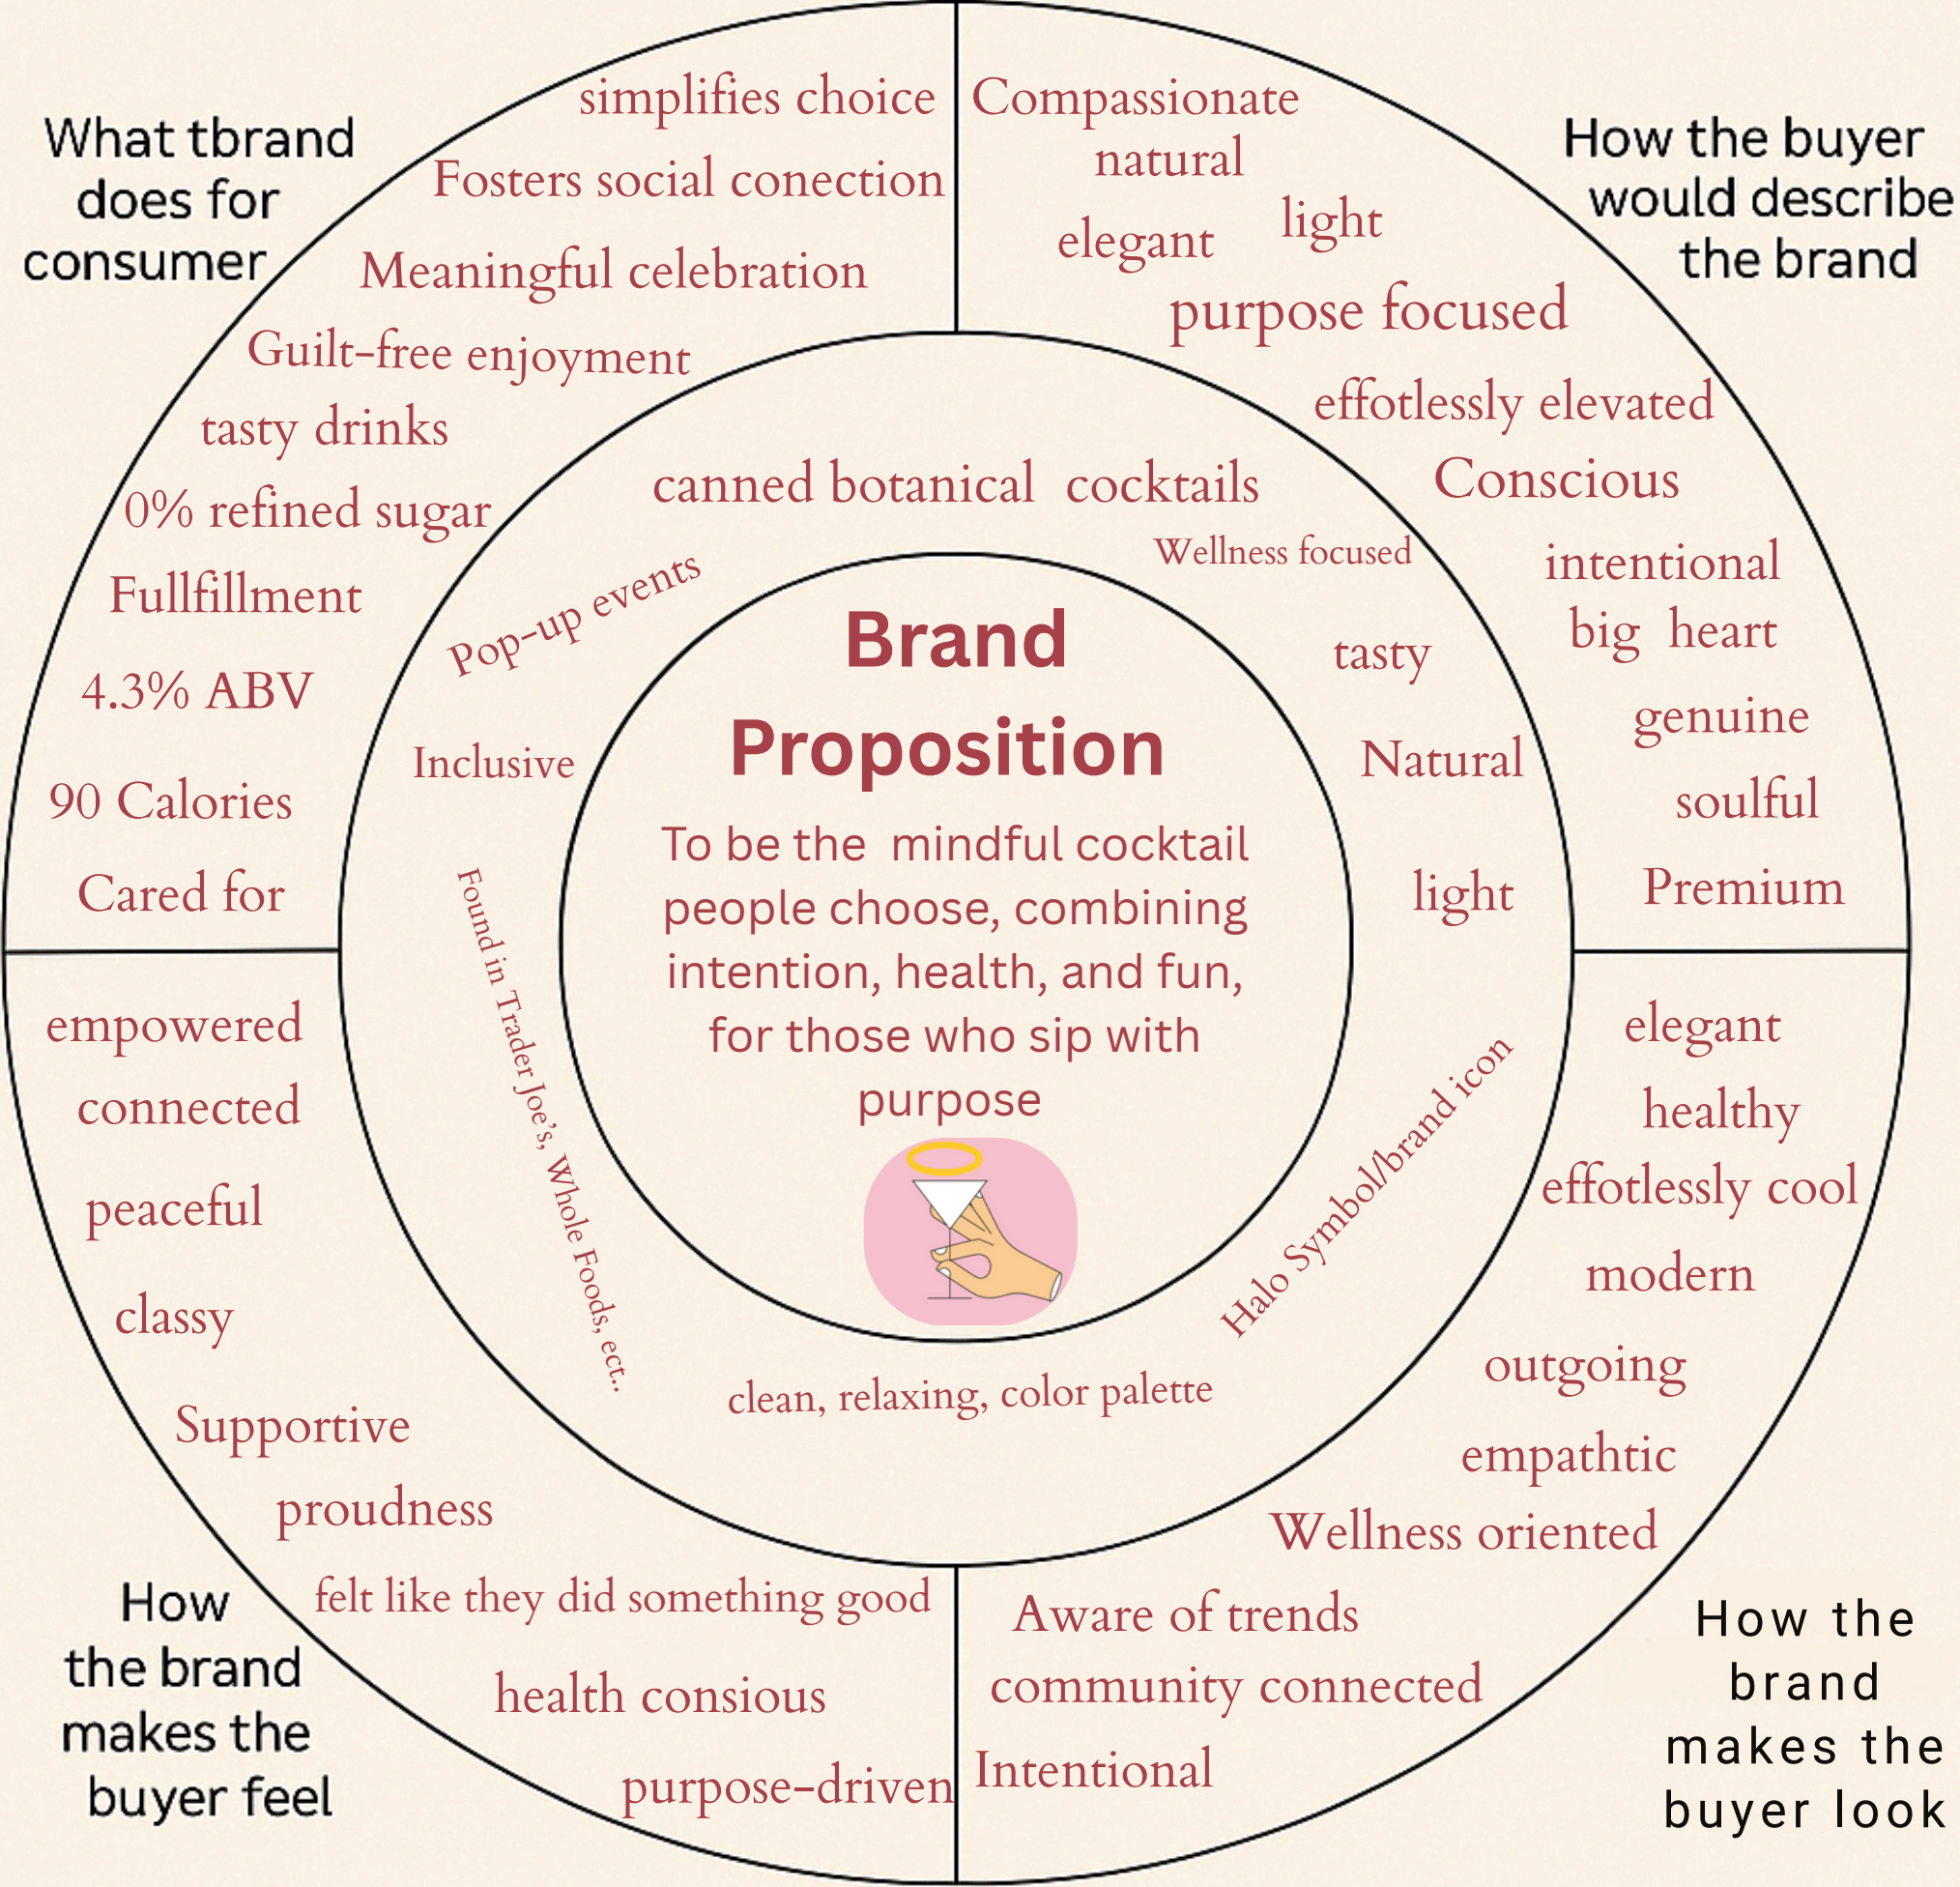 What tbrand
does for
consumer
simplifies choice
Fosters social conection
Meaningful celebration
Guilt-free enjoyment
tasty drinks
0% refined sugar
Fullfillment
4.3% ABV
90 Calories
Cared for
How the buyer
would describe
the brand
Compassionate
natural
light
elegant
purpose focused
effotlessly elevated
Conscious
intentional
big heart
genuine
soulful
Premium
canned botanical cocktails
Wellness focused
Pop-up events
tasty
Inclusive
Natural
light
Found in Trader Joe's, Whole Foods, ect..
Halo Symbol/brand icon
clean, relaxing, color palette
Brand
Proposition
To be the mindful cocktail
people choose, combining
intention, health, and fun,
for those who sip with
purpose
empowered
connected
peaceful
classy
Supportive
proudness
felt like they did something good
health consious
purpose-driven
How
the brand
makes the
buyer feel
elegant
healthy
effotlessly cool
modern
outgoing
empathtic
Wellness oriented
Aware of trends
community connected
Intentional
How the
brand
makes the
buyer look